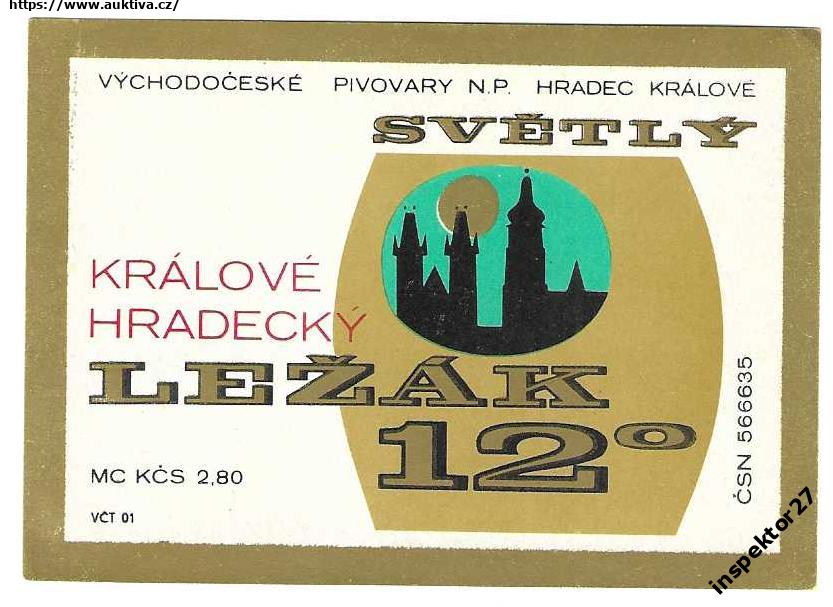 https://www.auktiva.cz/
VÝCHODOČESKÉ PIVOVARY N.P. HRADEC KRÁLOVÉ
SVĚTLÝ
KRÁLOVÉ
HRADECKÝ
LEŽÁK
12°
MC KČS 2,80
VČT 01
ČSN 566635
inspektor27